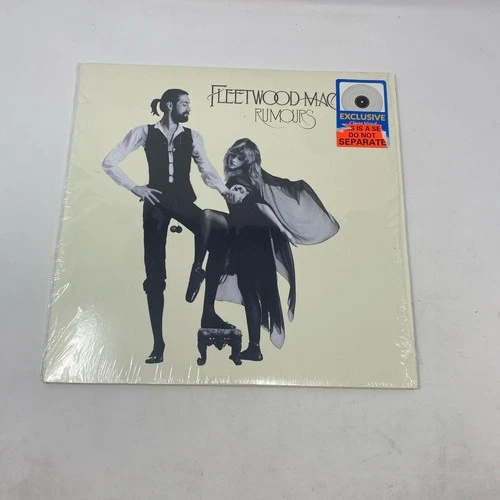 FLEETWOOD MAC
RUMOURS
EXCLUSIVE
S IS A SE
DO NOT
SEPARATE